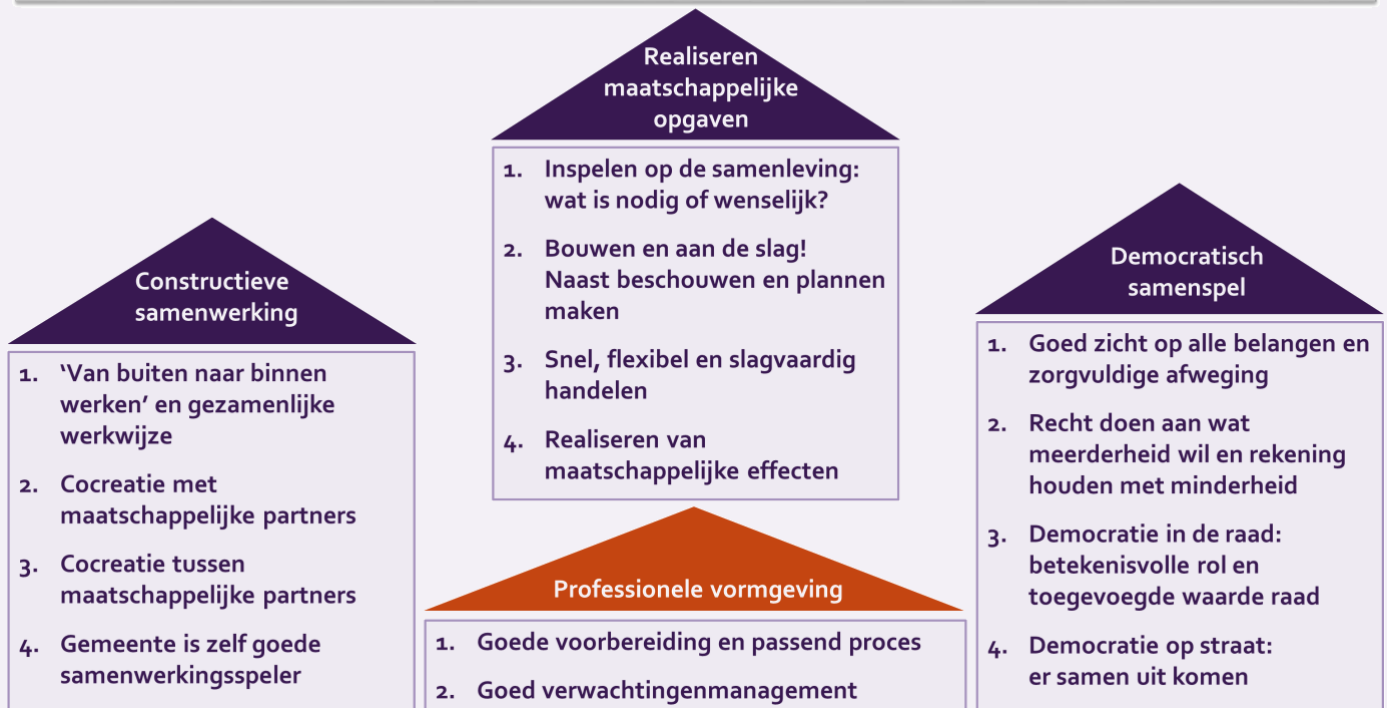 Realiseren
maatschappelijke
opgaven
1. Inspelen op de samenleving:
wat is nodig of wenselijk?
2. Bouwen en aan de slag!
Naast beschouwen en plannen
maken
3. Snel, flexibel en slagvaardig
handelen
4. Realiseren van
maatschappelijke effecten
Constructieve
samenwerking
1. ‘Van buiten naar binnen
werken’ en gezamenlijke
werkwijze
2. Cocreatie met
maatschappelijke partners
3. Cocreatie tussen
maatschappelijke partners
4. Gemeente is zelf goede
samenwerkingsspeler
Professionele vormgeving
1. Goede voorbereiding en passend proces
2. Goed verwachtingenmanagement
Democratisch
samenspel
1. Goed zicht op alle belangen en
zorgvuldige afweging
2. Recht doen aan wat
meerderheid wil en rekening
houden met minderheid
3. Democratie in de raad:
betekenisvolle rol en
toegevoegde waarde raad
4. Democratie op straat:
er samen uit komen